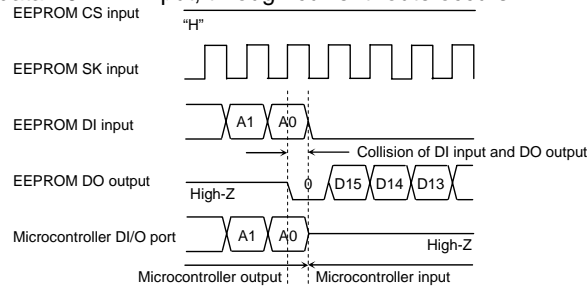 EEPROM CS input
“H”
EEPROM SK input
EEPROM DI input
A1
A0
Collision of DI input and DO output
EEPROM DO output
High-Z
0
D15
D14
D13
Microcontroller DI/O port
A1
A0
High-Z
Microcontroller output
Microcontroller input